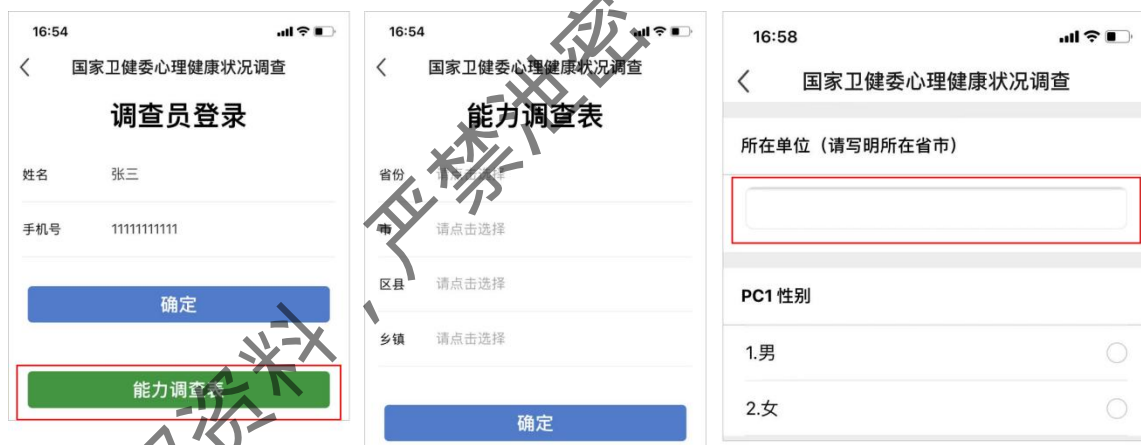 16:54
国家卫健委心理健康状况调查
调查员登录
姓名 张三
手机号 11111111111
确定
能力调查表
16:54
国家卫健委心理健康状况调查
能力调查表
省份 请点击选择
市 请点击选择
区县 请点击选择
乡镇 请点击选择
确定
16:58
国家卫健委心理健康状况调查
所在单位（请写明所在省市）
PC1 性别
1.男
2.女
资料，严禁泄密